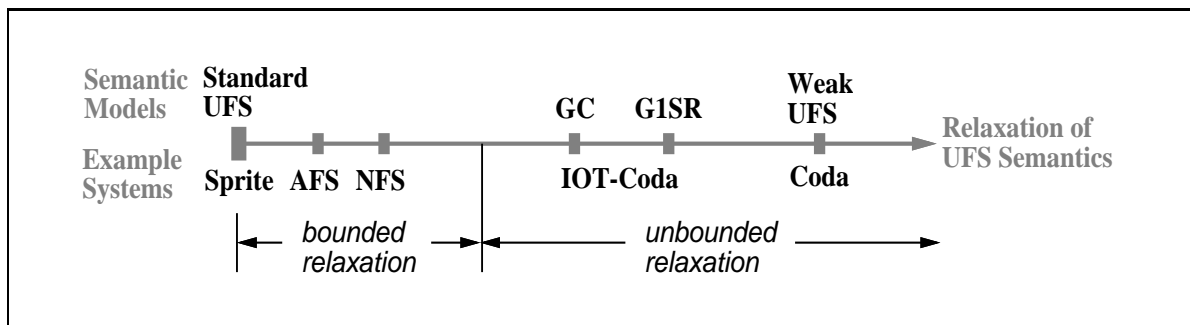 Semantic Models
Standard UFS
GC
G1SR
Weak UFS
Relaxation of UFS Semantics
Example Systems
Sprite
AFS
NFS
IOT-Coda
Coda
bounded relaxation
unbounded relaxation